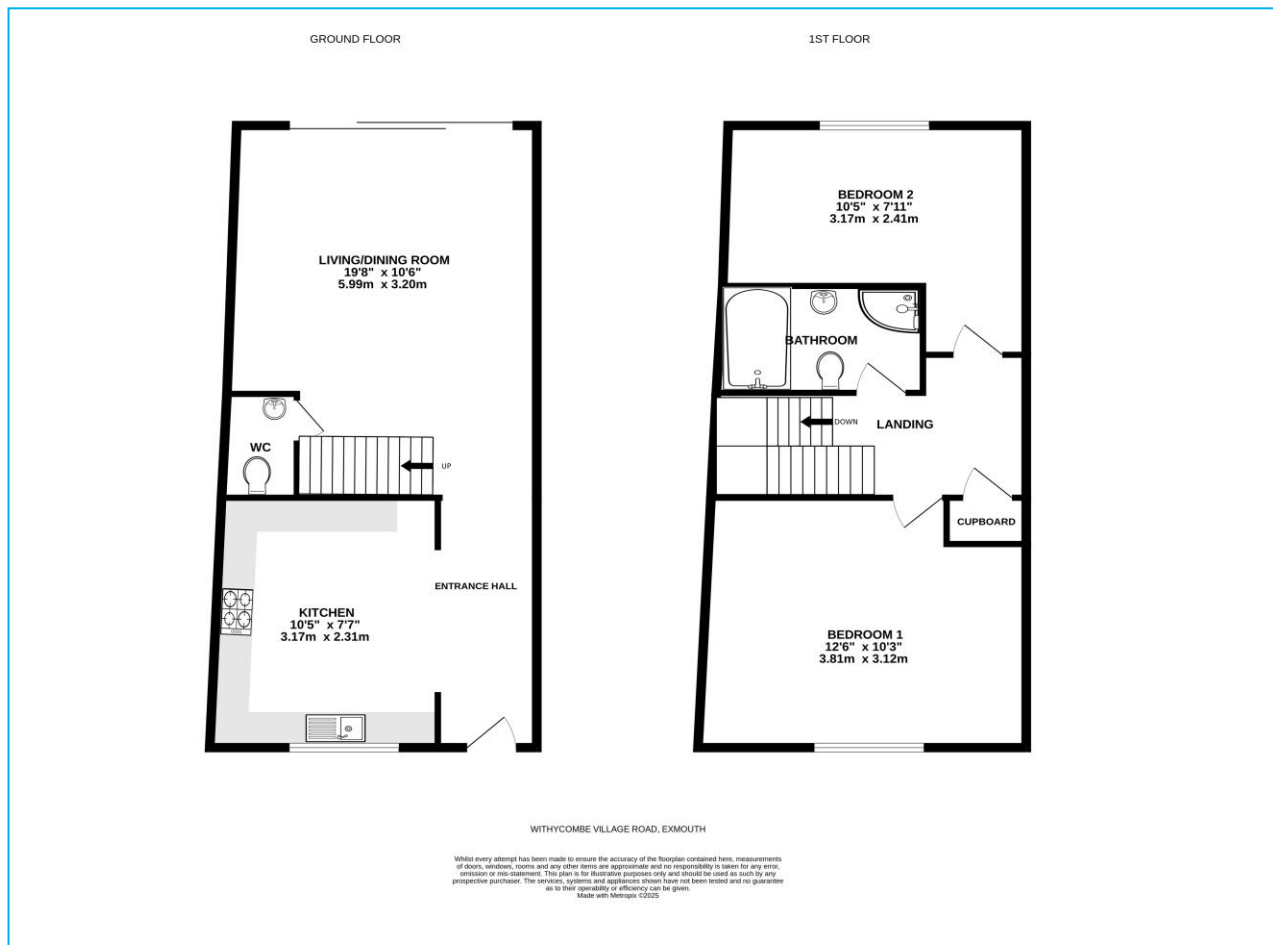 GROUND FLOOR
1ST FLOOR
LIVING/DINING ROOM
19'8" x 10'6"
5.99m x 3.20m
WC
UP
ENTRANCE HALL
KITCHEN
10'5" x 7'7"
3.17m x 2.31m
BEDROOM 2
10'5" x 7'11"
3.17m x 2.41m
BATHROOM
DOWN
LANDING
CUPBOARD
BEDROOM 1
12'6" x 10'3"
3.81m x 3.12m
WITHYCOMBE VILLAGE ROAD, EXMOUTH
Whilst every attempt has been made to ensure the accuracy of the floorplan contained here, measurements
of doors, windows, rooms and any other items are approximate and no responsibility is taken for any error,
omission or mis-statement. This plan is for illustrative purposes only and should be used as such by any
prospective purchaser. The services, systems and appliances shown have not been tested and no guarantee
as to their operability or efficiency can be given.
Made with Metropix ©2025